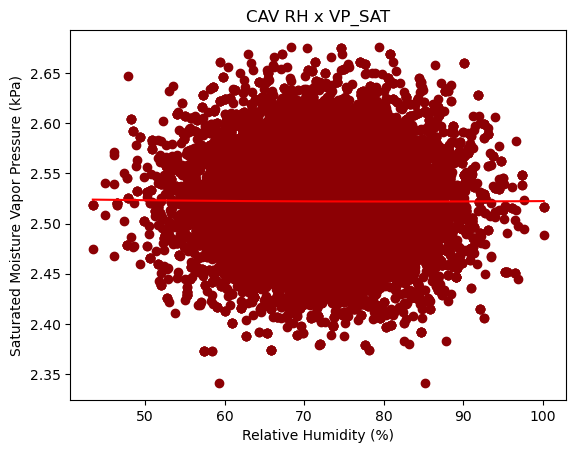 CAV RH x VP_SAT
Saturated Moisture Vapor Pressure (kPa)
2.65
2.60
2.55
2.50
2.45
2.40
2.35
50 60 70 80 90 100
Relative Humidity (%)